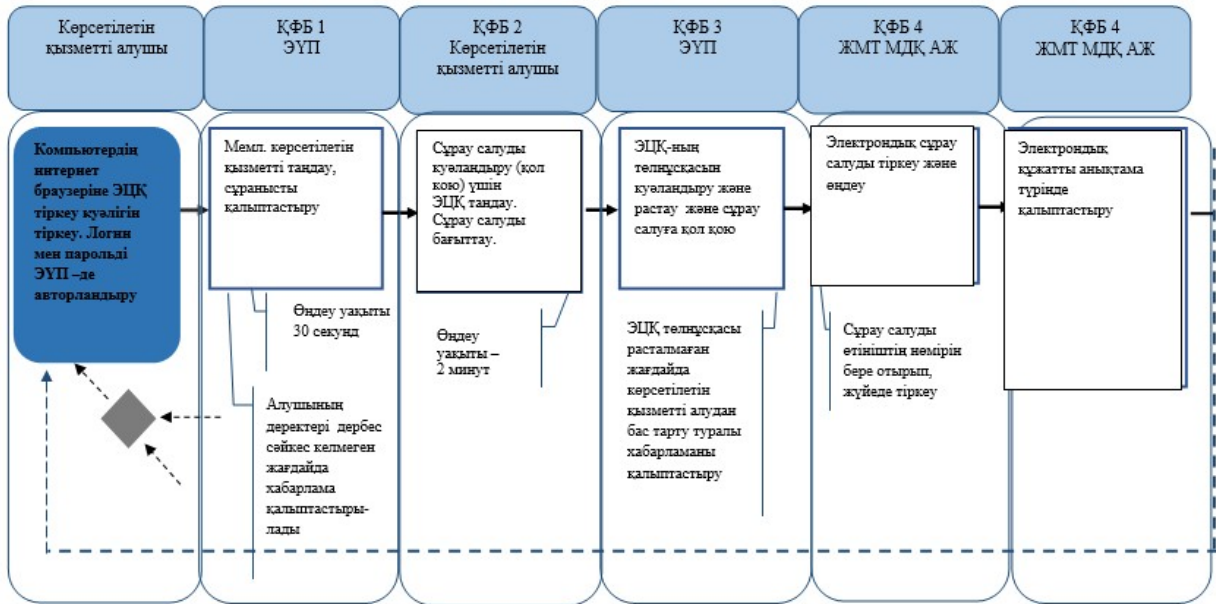 Көрсетілетін
қызметті алушы
ҚФБ 1
ЭҮП
ҚФБ 2
Көрсетілетін
қызметті алушы
ҚФБ 3
ЭҮП
ҚФБ 4
ЖМТ МДҚ АЖ
ҚФБ 4
ЖМТ МДҚ АЖ
Компьютердің
интернет
браузеріне ЭЦҚ
тіркеу куәлігін
тіркеу. Логин
мен парольді
ЭҮП –де
авторландыру
Мемл. көрсетілетін
қызметті таңдау,
сұранысты
қалыптастыру
Сұрау салуды
куәландыру (қол
кою) үшін
ЭЦҚ таңдау.
Сұрау салуды
бағыттау.
ЭЦҚ-ның
төлнұсқасын
куәландыру және
растау және сұрау
салуға қол қою
Электрондық сұрау
салуды тіркеу және
өңдеу
Электрондық
құжатты анықтама
түрінде
қалыптастыру
Өңдеу уақыты
30 секунд
Алушының
деректері дербес
сәйкес келмеген
жағдайда
хабарлама
қалыптастыры-
лады
Өңдеу
уақыты –
2 минут
ЭЦҚ төлнұсқасы
расталмаған
жағдайда
көрсетілетін
қызметті алудан
бас тарту туралы
хабарламаны
қалыптастыру
Сұрау салуды
өтініштің нөмірін
бере отырып,
жүйеде тіркеу